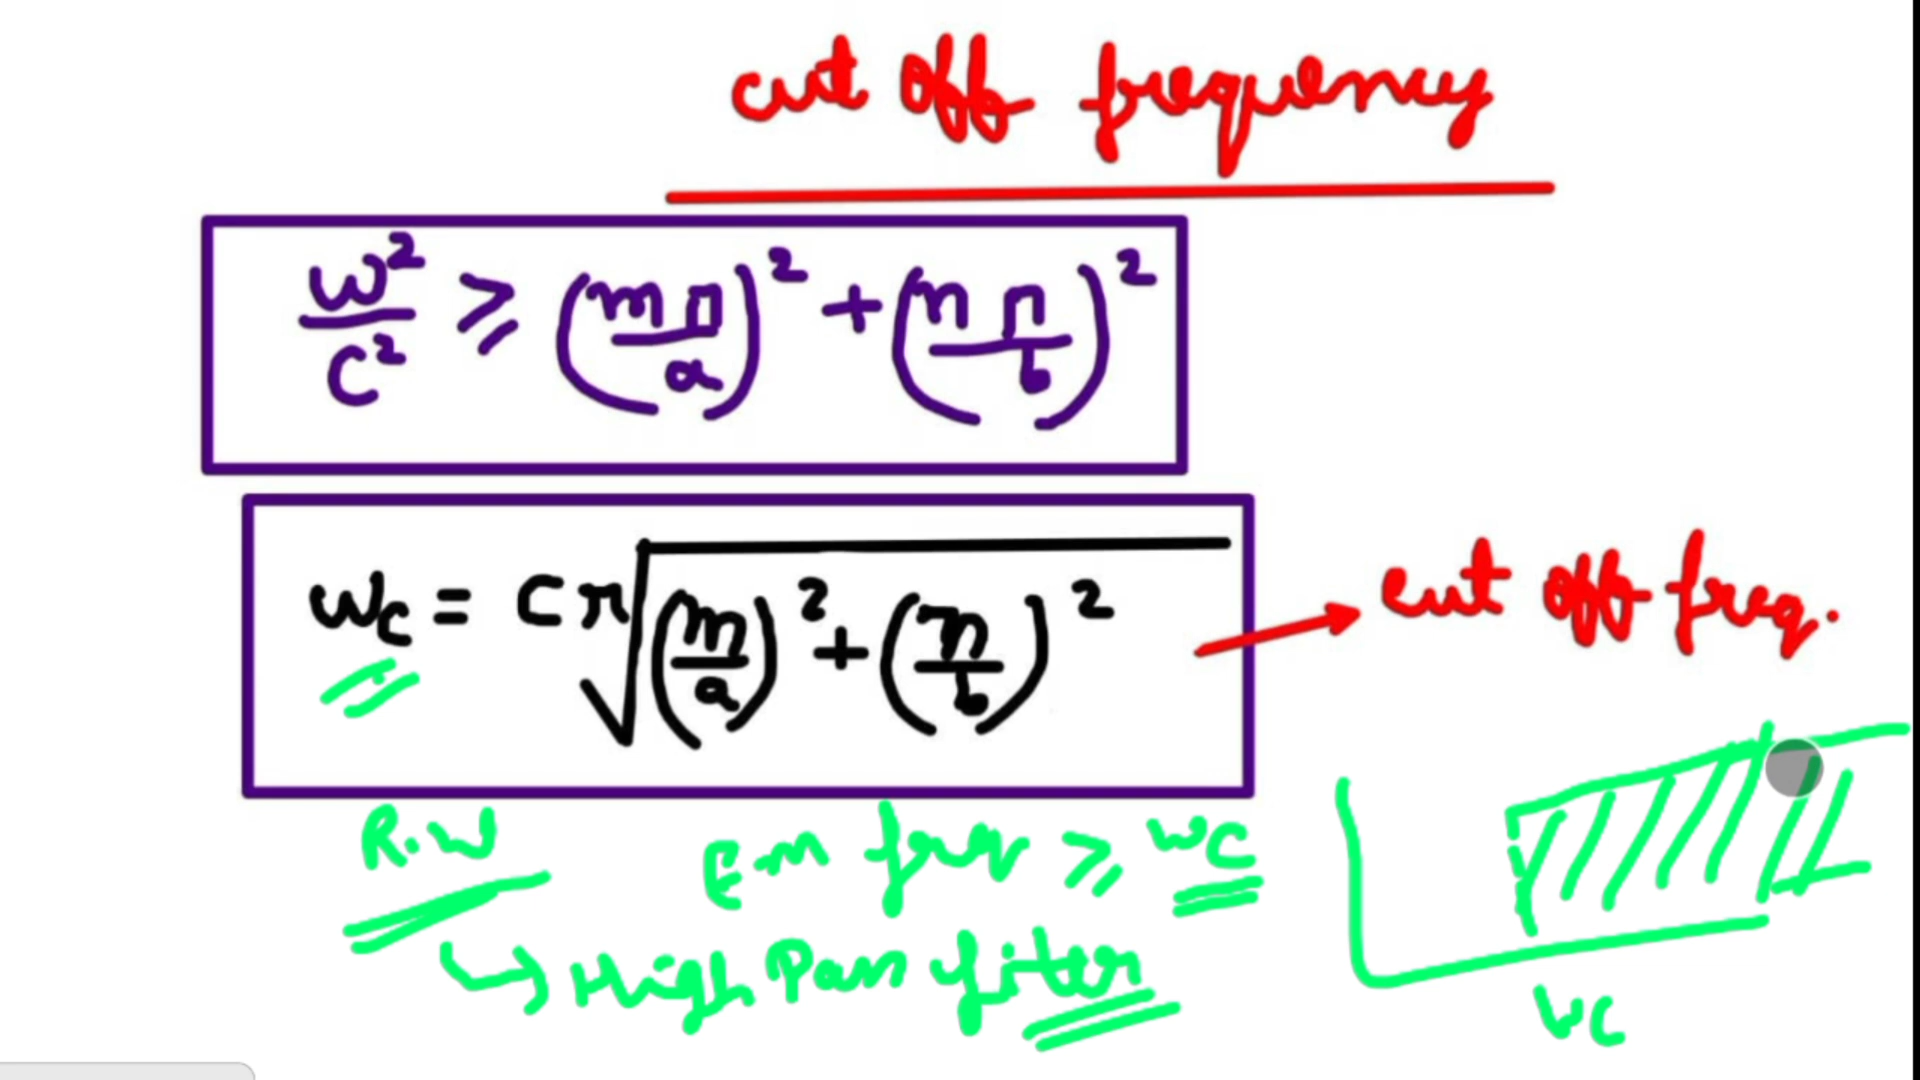 cut off frequency
ω²/c² ≥ (mπ/a)² + (nπ/b)²
ωc = cπ√((m/a)² + (n/b)²)
cut off freq.
R.W
Em freq ≥ ωc
↳ High Pass filter
ωc